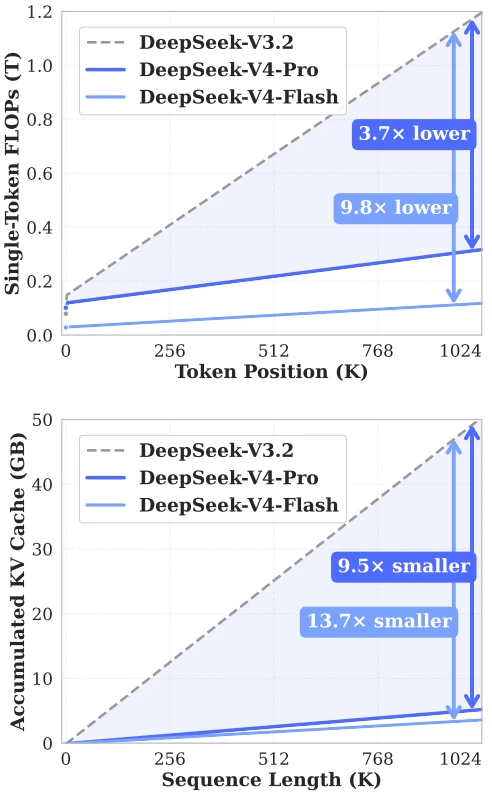 Single-Token FLOPs (T)
1.2
1.0
0.8
0.6
0.4
0.2
0.0
DeepSeek-V3.2
DeepSeek-V4-Pro
DeepSeek-V4-Flash
3.7× lower
9.8× lower
0 256 512 768 1024
Token Position (K)
Accumulated KV Cache (GB)
50
40
30
20
10
0
DeepSeek-V3.2
DeepSeek-V4-Pro
DeepSeek-V4-Flash
9.5× smaller
13.7× smaller
0 256 512 768 1024
Sequence Length (K)